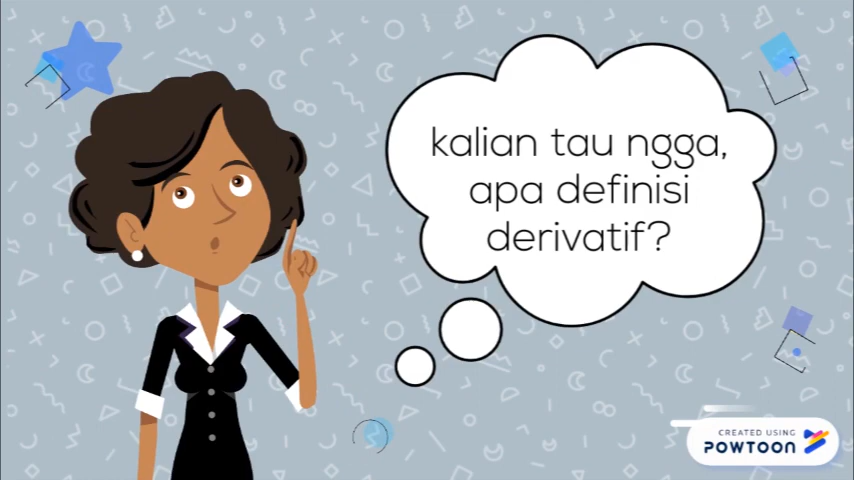 kalian tau ngga,
apa definisi
derivatif?
CREATED USING
POWTOON